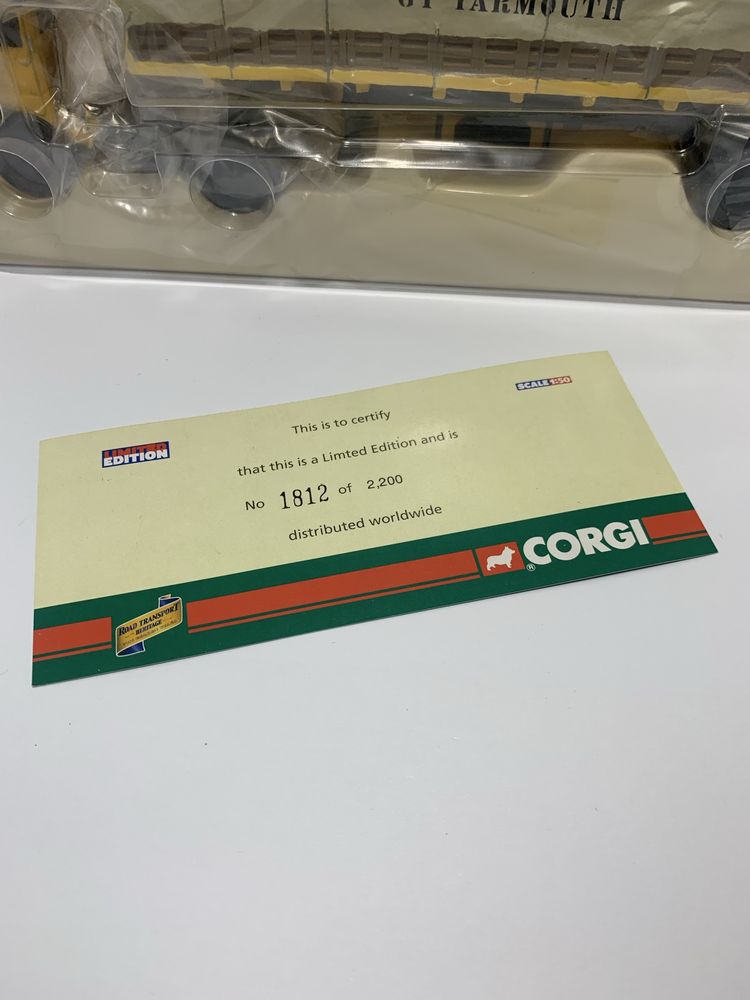 GT YARMOUTH
SCALE 1:50
LIMITED
EDITION
This is to certify
that this is a Limted Edition and is
No 1812 of 2,200
distributed worldwide
CORGI
®
ROAD TRANSPORT
HERITAGE